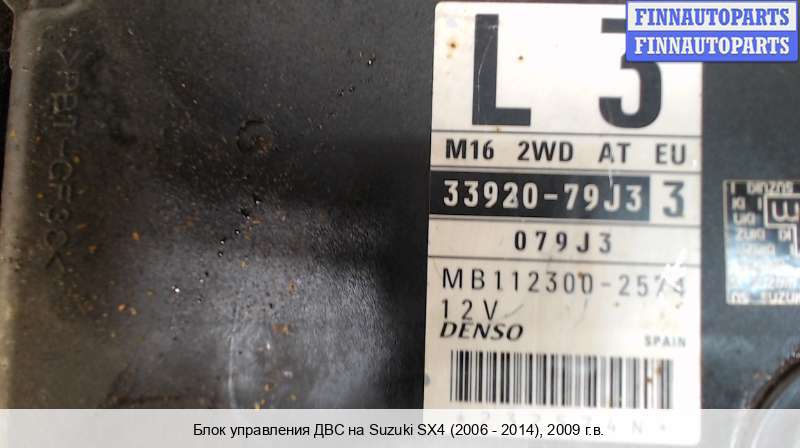 FINNAUTOPARTS
FINNAUTOPARTS
L 3
M16 2WD AT EU
33920-79J3 3
079J3
MB112300-2574
12V
DENSO
SPAIN
Блок управления ДВС на Suzuki SX4 (2006 - 2014), 2009 г.в.